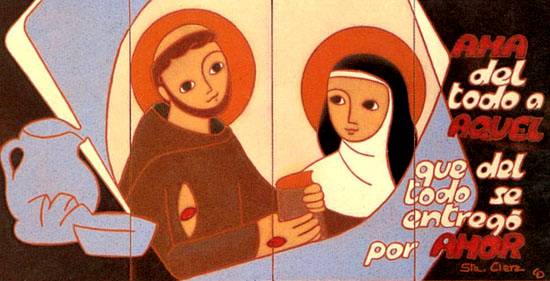 AMA
del
todo a
AQUEL
que del
todo se
entregó
por AMOR
Sta. Clara